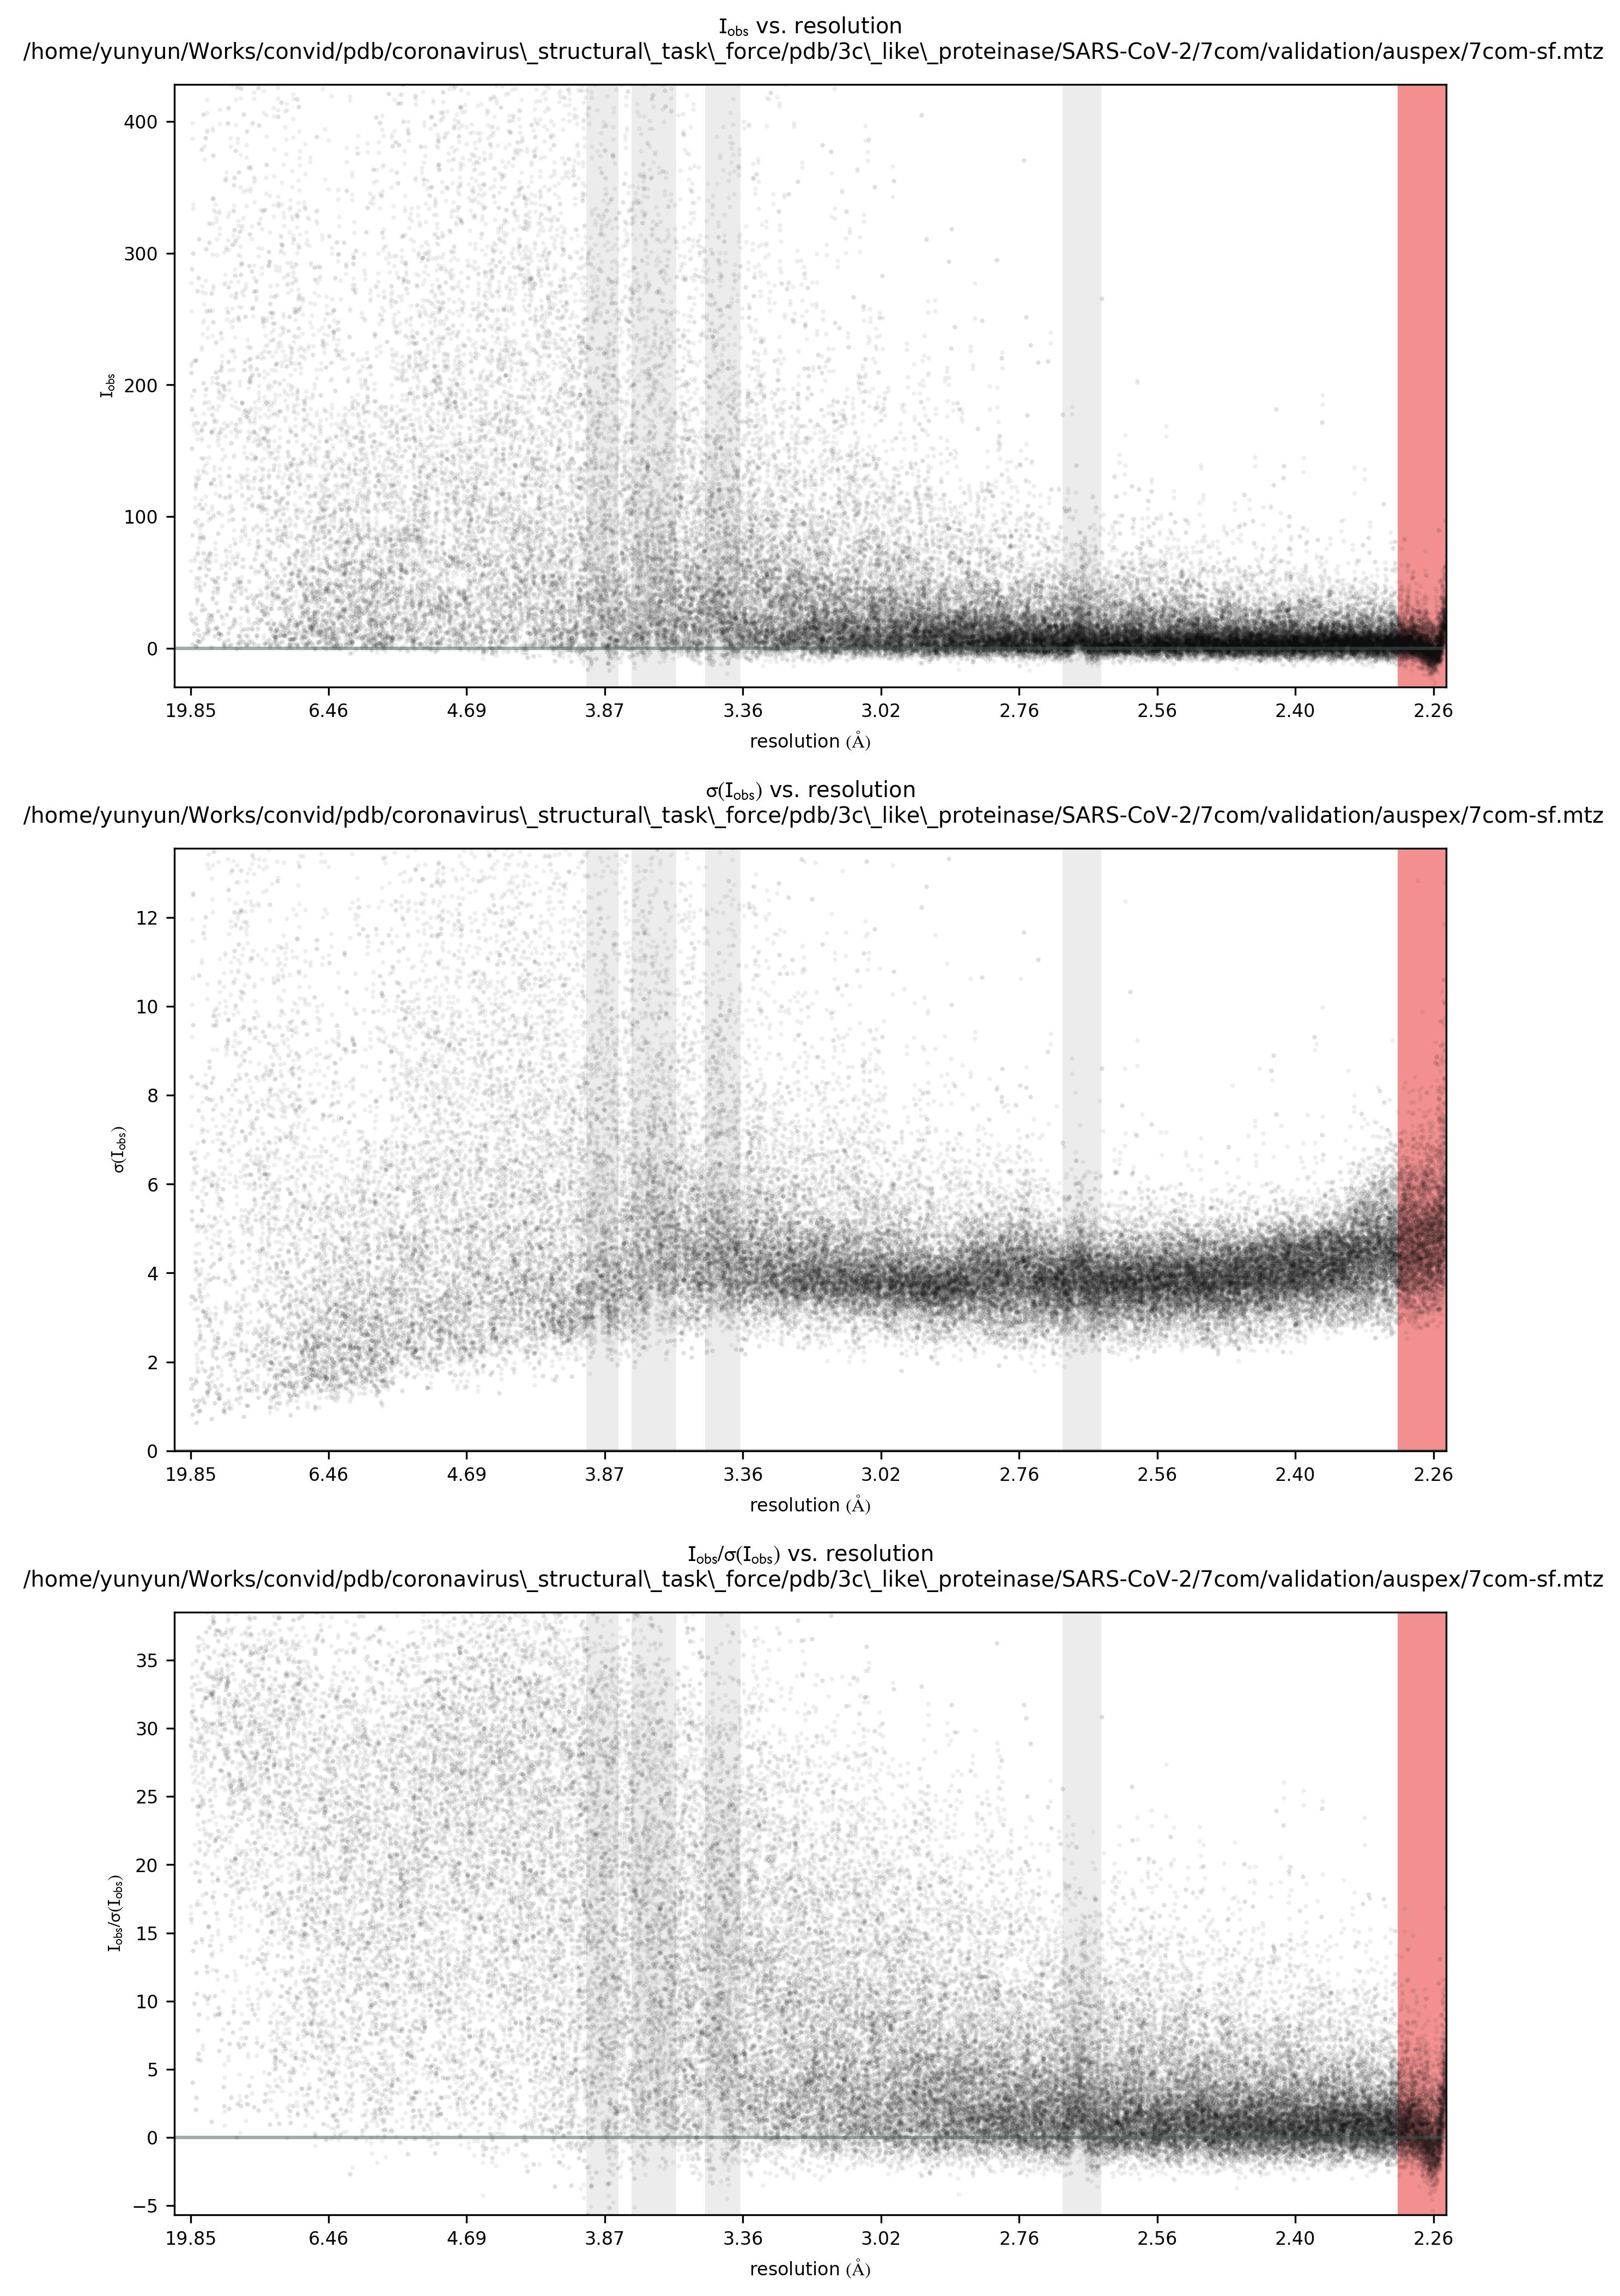 I_obs vs. resolution
/home/yunyun/Works/convid/pdb/coronavirus\_structural\_task\_force/pdb/3c\_like\_proteinase/SARS-CoV-2/7com/validation/auspex/7com-sf.mtz
400
300
200
100
0
I_obs
19.85 6.46 4.69 3.87 3.36 3.02 2.76 2.56 2.40 2.26
resolution (Å)
σ(I_obs) vs. resolution
/home/yunyun/Works/convid/pdb/coronavirus\_structural\_task\_force/pdb/3c\_like\_proteinase/SARS-CoV-2/7com/validation/auspex/7com-sf.mtz
12
10
8
6
4
2
0
σ(I_obs)
19.85 6.46 4.69 3.87 3.36 3.02 2.76 2.56 2.40 2.26
resolution (Å)
I_obs/σ(I_obs) vs. resolution
/home/yunyun/Works/convid/pdb/coronavirus\_structural\_task\_force/pdb/3c\_like\_proteinase/SARS-CoV-2/7com/validation/auspex/7com-sf.mtz
35
30
25
20
15
10
5
0
−5
I_obs/σ(I_obs)
19.85 6.46 4.69 3.87 3.36 3.02 2.76 2.56 2.40 2.26
resolution (Å)